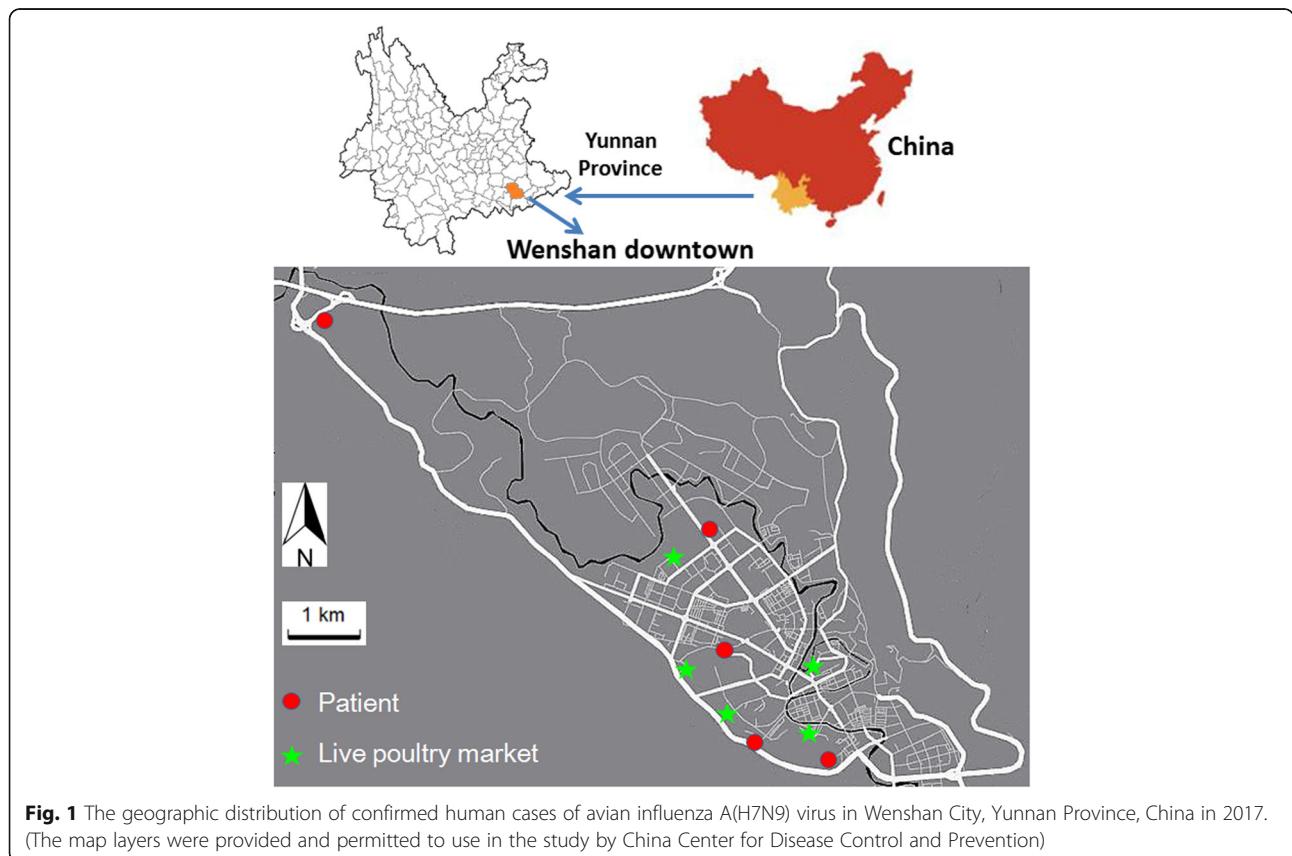 Yunnan
Province
China
Wenshan downtown
N
1 km
Patient
Live poultry market
Fig. 1 The geographic distribution of confirmed human cases of avian influenza A(H7N9) virus in Wenshan City, Yunnan Province, China in 2017.
(The map layers were provided and permitted to use in the study by China Center for Disease Control and Prevention)